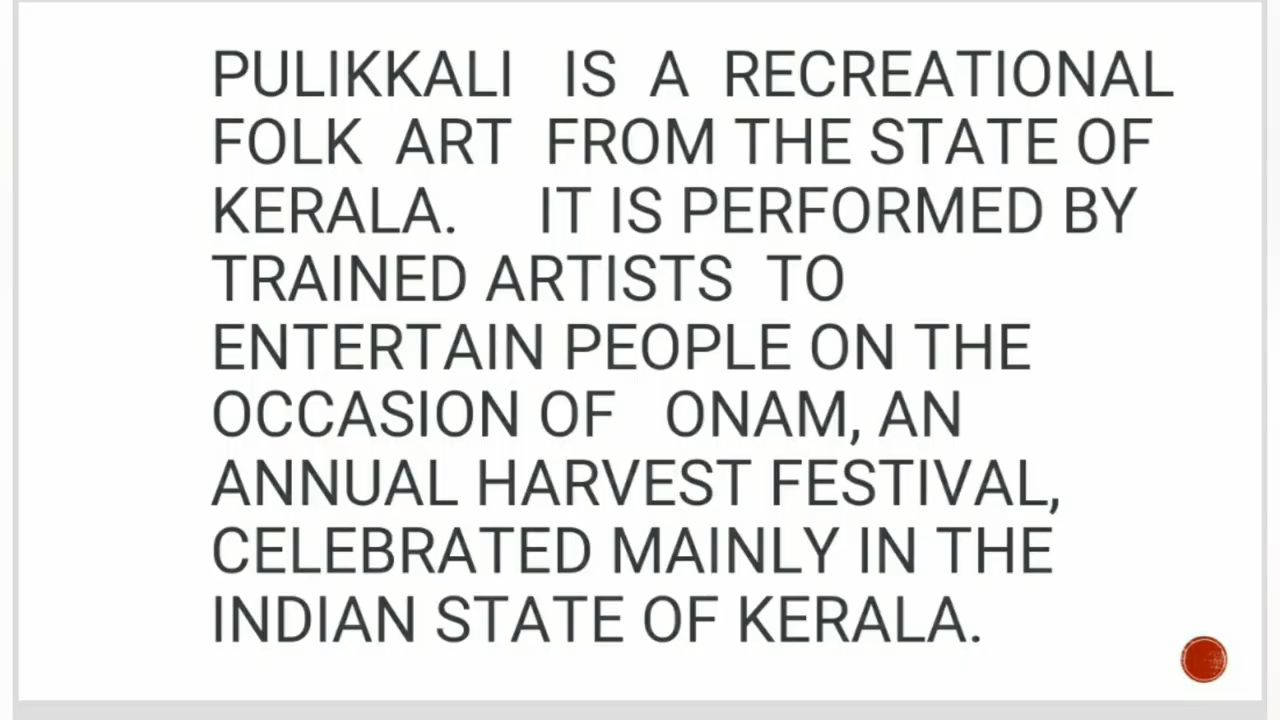 PULIKKALI IS A RECREATIONAL
FOLK ART FROM THE STATE OF
KERALA. IT IS PERFORMED BY
TRAINED ARTISTS TO
ENTERTAIN PEOPLE ON THE
OCCASION OF ONAM, AN
ANNUAL HARVEST FESTIVAL,
CELEBRATED MAINLY IN THE
INDIAN STATE OF KERALA.